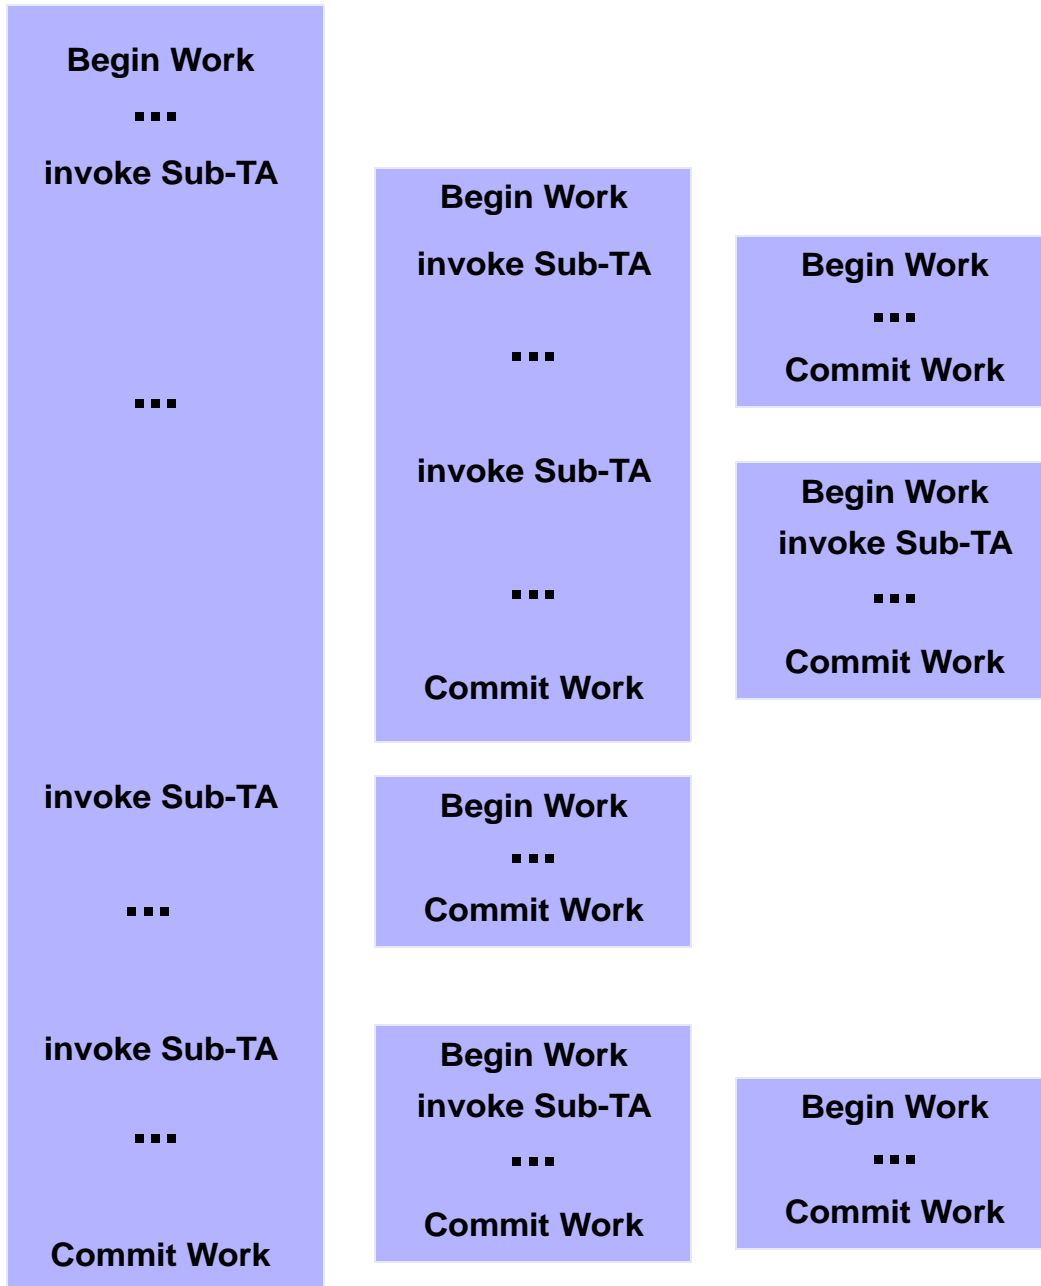 Begin Work
...
invoke Sub-TA
...
invoke Sub-TA
...
invoke Sub-TA
...
Commit Work
Begin Work
invoke Sub-TA
...
invoke Sub-TA
...
Commit Work
Begin Work
...
Commit Work
Begin Work
invoke Sub-TA
...
Commit Work
Begin Work
...
Commit Work
Begin Work
invoke Sub-TA
...
Commit Work
Begin Work
...
Commit Work